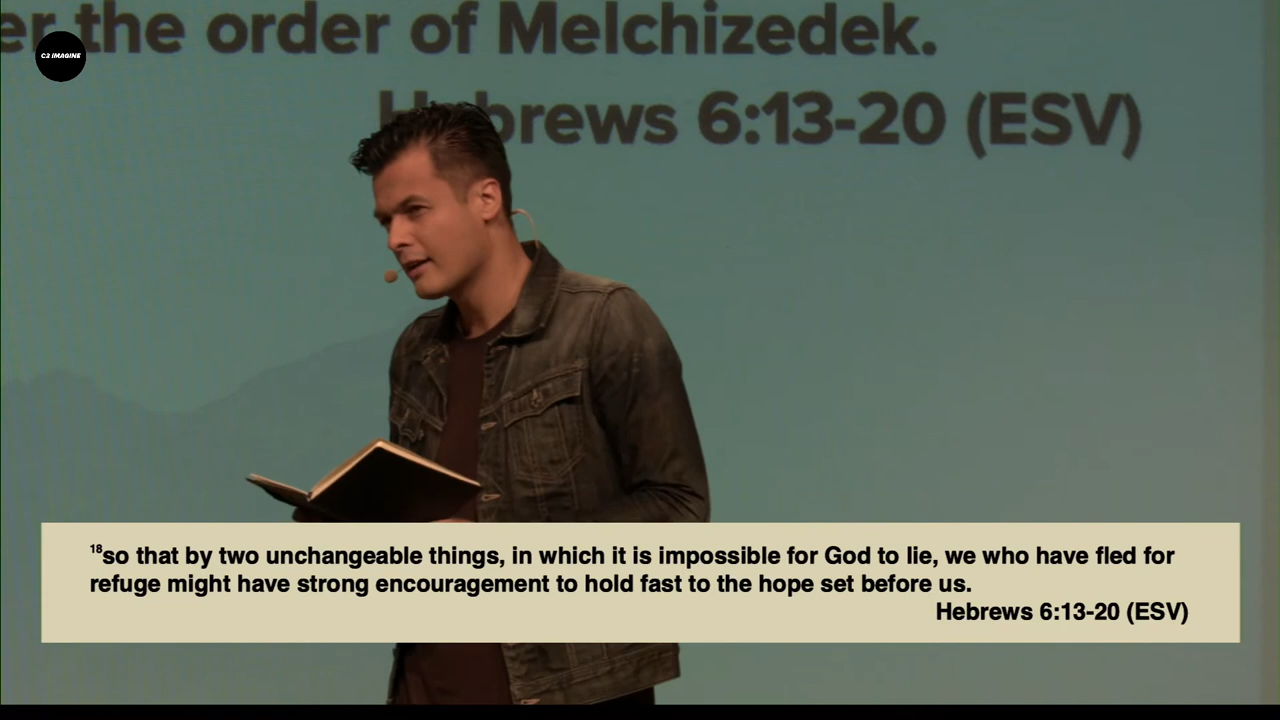 er the order of Melchizedek.
C3 IMAGINE
Hebrews 6:13-20 (ESV)
18so that by two unchangeable things, in which it is impossible for God to lie, we who have fled for
refuge might have strong encouragement to hold fast to the hope set before us.
Hebrews 6:13-20 (ESV)